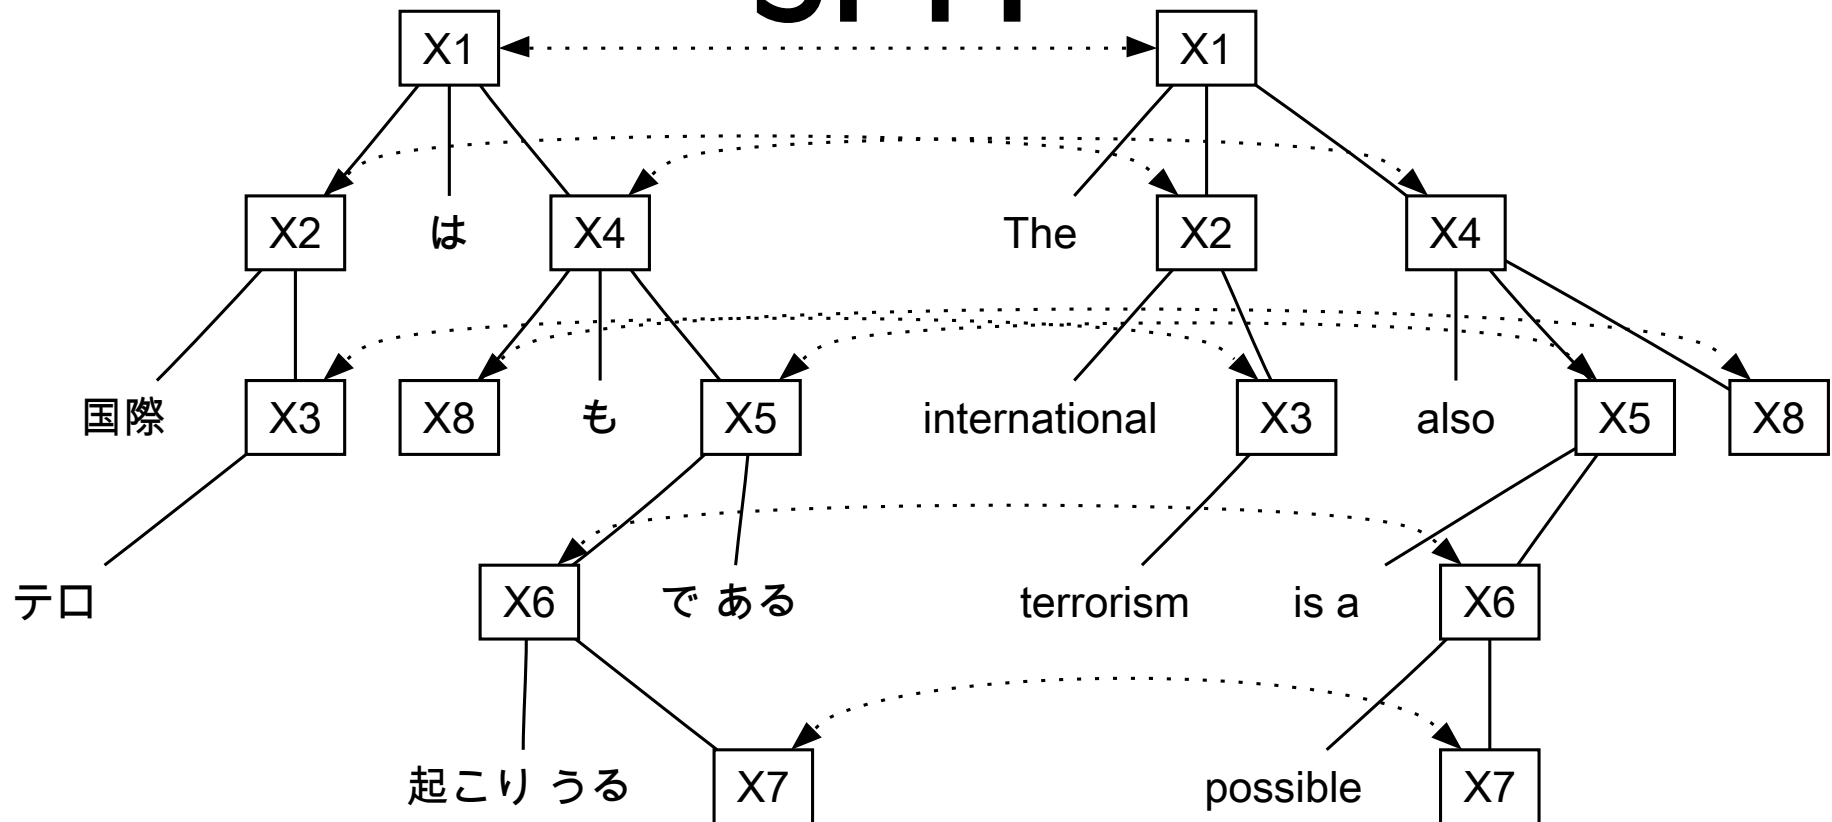 X1 X1
X2 は X4 The X2 X4
国際 X3 X8 も X5 international X3 also X5 X8
テロ X6 で ある terrorism is a X6
起こり うる X7 possible X7